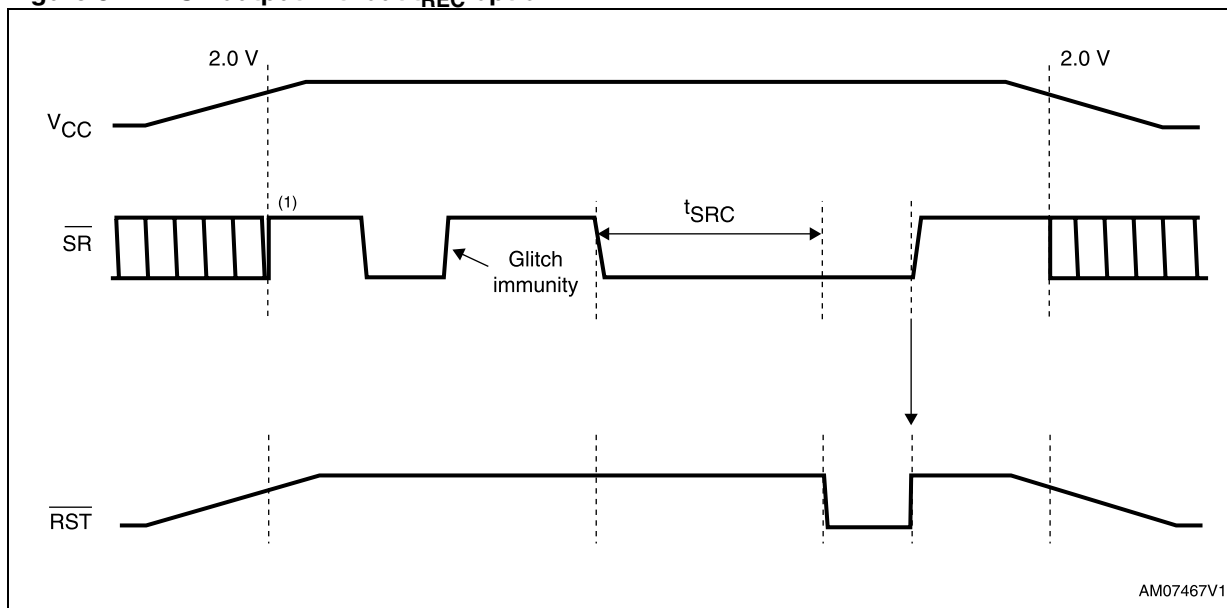 2.0 V
2.0 V
VCC
(1)
tSRC
SR
Glitch
immunity
RST
AM07467V1